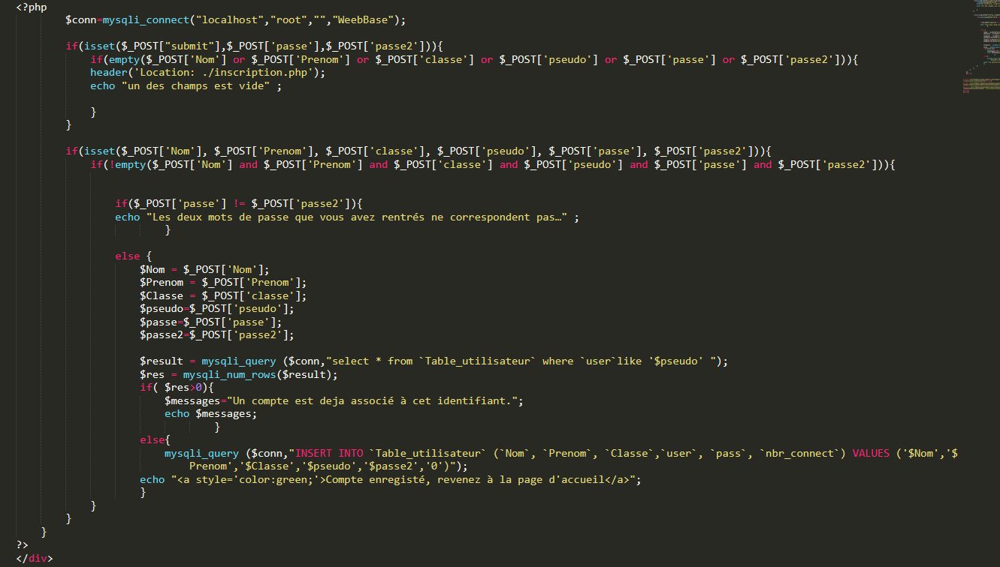 <?php
$conn=mysqli_connect("localhost","root","","WeebBase");
if(isset($_POST["submit"],$_POST['passe'],$_POST['passe2'])){
if(empty($_POST['Nom'] or $_POST['Prenom'] or $_POST['classe'] or $_POST['pseudo'] or $_POST['passe'] or $_POST['passe2'])){
header('Location: ./inscription.php');
echo "un des champs est vide" ;
}
}
if(isset($_POST['Nom'], $_POST['Prenom'], $_POST['classe'], $_POST['pseudo'], $_POST['passe'], $_POST['passe2'])){
if(!empty($_POST['Nom'] and $_POST['Prenom'] and $_POST['classe'] and $_POST['pseudo'] and $_POST['passe'] and $_POST['passe2'])){
if($_POST['passe'] != $_POST['passe2']){
echo "Les deux mots de passe que vous avez rentrés ne correspondent pas…" ;
}
else {
$Nom = $_POST['Nom'];
$Prenom = $_POST['Prenom'];
$Classe = $_POST['classe'];
$pseudo=$_POST['pseudo'];
$passe=$_POST['passe'];
$passe2=$_POST['passe2'];
$result = mysqli_query ($conn,"select * from `Table_utilisateur` where `user`like '$pseudo' ");
$res = mysqli_num_rows($result);
if( $res>0){
$messages="Un compte est deja associé à cet identifiant.";
echo $messages;
}
else{
mysqli_query ($conn,"INSERT INTO `Table_utilisateur` (`Nom`, `Prenom`, `Classe`,`user`, `pass`, `nbr_connect`) VALUES ('$Nom','$
Prenom','$Classe','$pseudo','$passe2','0')");
echo "<a style='color:green;'>Compte enregisté, revenez à la page d'accueil</a>";
}
}
}
}
?>
</div>